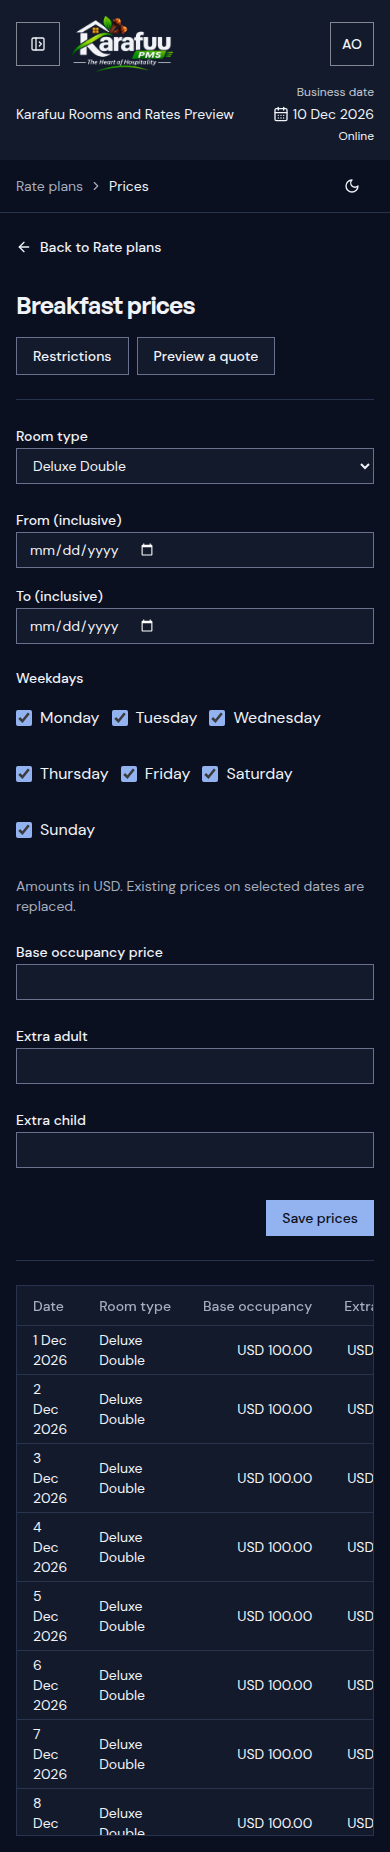 Karafuu
PMS
The Heart of Hospitality
AO
Business date
Karafuu Rooms and Rates Preview
10 Dec 2026
Online
Rate plans > Prices
Back to Rate plans
Breakfast prices
Restrictions
Preview a quote
Room type
Deluxe Double
From (inclusive)
mm/dd/yyyy
To (inclusive)
mm/dd/yyyy
Weekdays
Monday Tuesday Wednesday
Thursday Friday Saturday
Sunday
Amounts in USD. Existing prices on selected dates are
replaced.
Base occupancy price
Extra adult
Extra child
Save prices
Date Room type Base occupancy Extra
1 Dec
2026
Deluxe
Double
USD 100.00 USD
2
Dec
2026
Deluxe
Double
USD 100.00 USD
3
Dec
2026
Deluxe
Double
USD 100.00 USD
4
Dec
2026
Deluxe
Double
USD 100.00 USD
5
Dec
2026
Deluxe
Double
USD 100.00 USD
6
Dec
2026
Deluxe
Double
USD 100.00 USD
7
Dec
2026
Deluxe
Double
USD 100.00 USD
8
Dec
Deluxe
Double
USD 100.00 USD